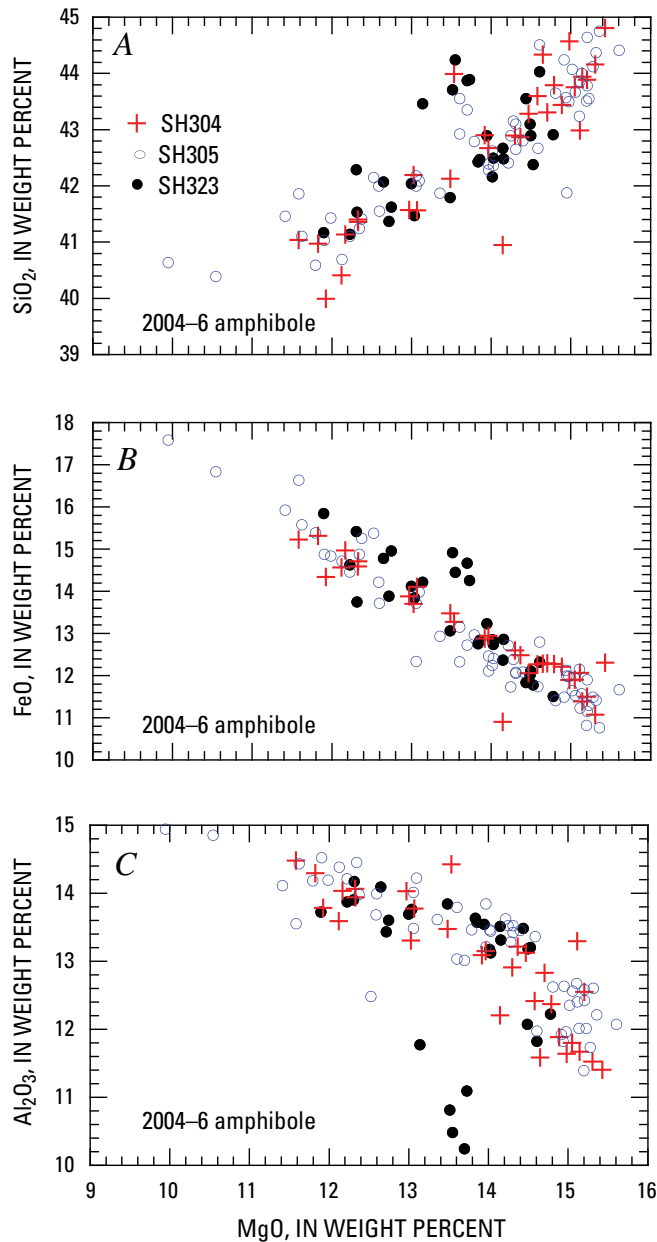 A
SiO₂, IN WEIGHT PERCENT
45
44
43
42
41
40
39
SH304
SH305
SH323
2004–6 amphibole
B
FeO, IN WEIGHT PERCENT
18
17
16
15
14
13
12
11
10
2004–6 amphibole
C
Al₂O₃, IN WEIGHT PERCENT
15
14
13
12
11
10
2004–6 amphibole
9 10 11 12 13 14 15 16
MgO, IN WEIGHT PERCENT